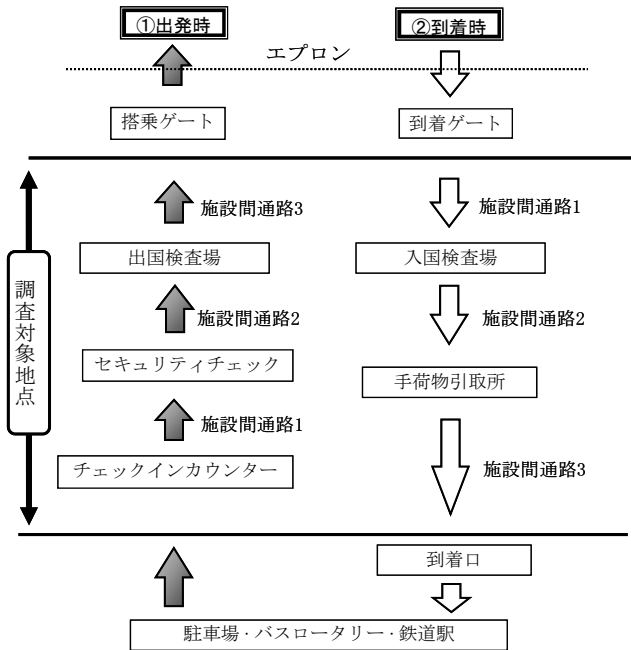 ①出発時
②到着時
エプロン
搭乗ゲート
到着ゲート
施設間通路3
施設間通路1
出国検査場
入国検査場
調査対象地点
施設間通路2
施設間通路2
セキュリティチェック
手荷物引取所
施設間通路1
チェックインカウンター
施設間通路3
到着口
駐車場・バスロータリー・鉄道駅